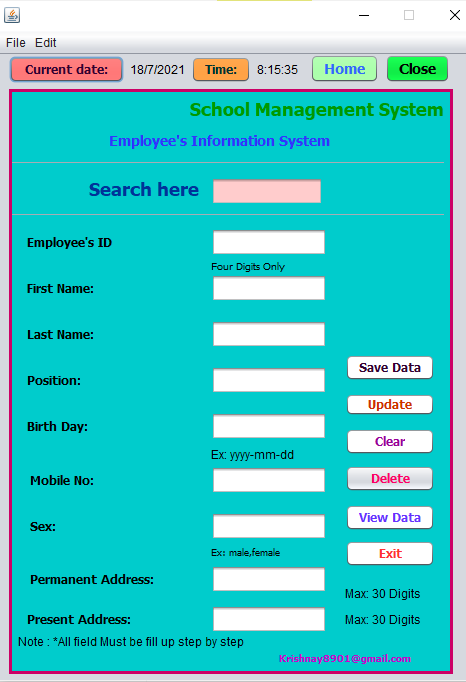 File Edit
Current date: 18/7/2021 Time: 8:15:35 Home Close
School Management System
Employee's Information System
Search here
Employee's ID
Four Digits Only
First Name:
Last Name:
Position:
Save Data
Update
Birth Day:
Clear
Ex: yyyy-mm-dd
Mobile No:
Delete
View Data
Sex:
Ex: male,female
Exit
Permanent Address:
Max: 30 Digits
Present Address:
Max: 30 Digits
Note : *All field Must be fill up step by step
Krishnay8901@gmail.com